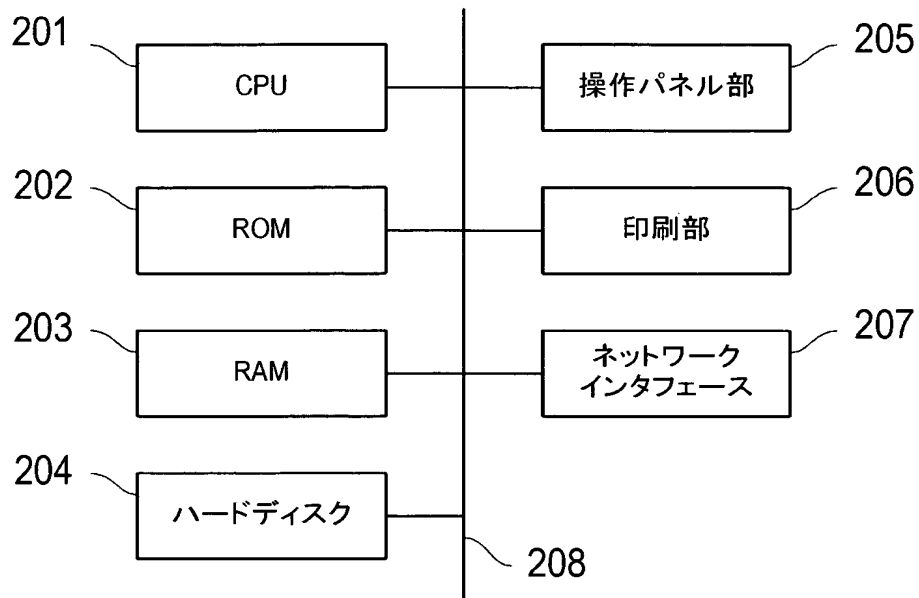 201
CPU
205
操作パネル部
202
ROM
206
印刷部
203
RAM
207
ネットワーク
インタフェース
204
ハードディスク
208